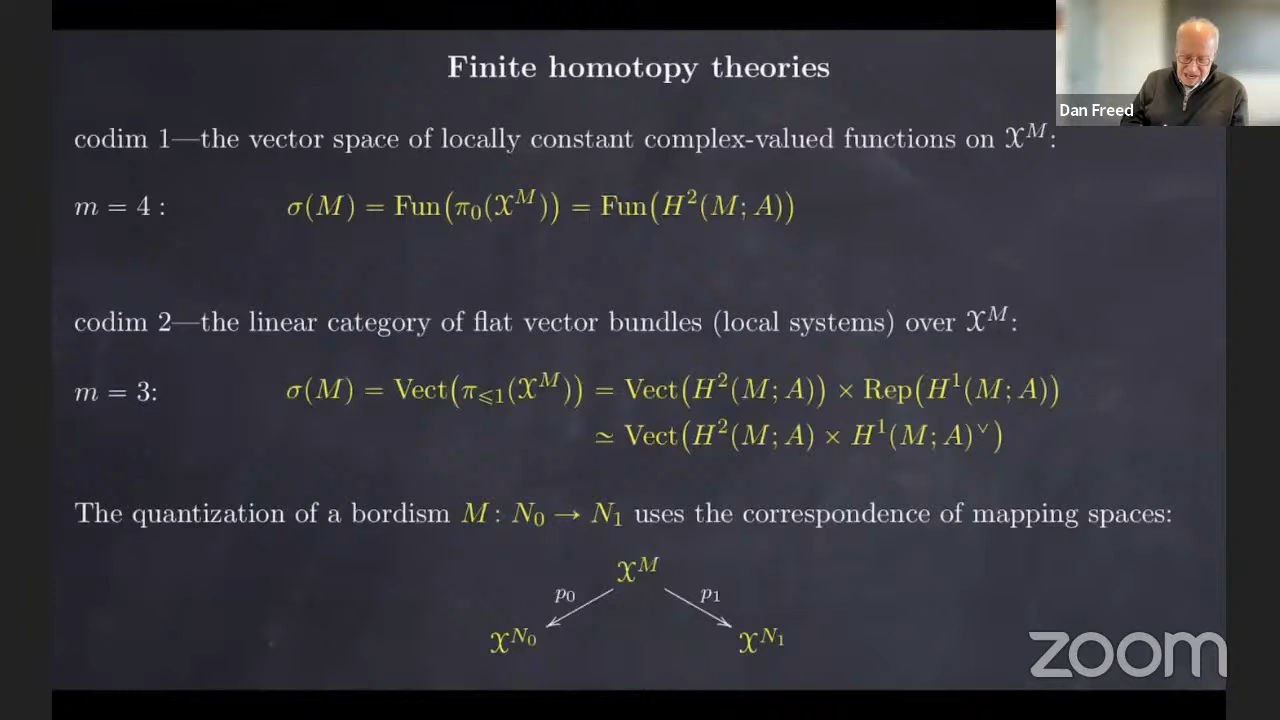 Finite homotopy theories
Dan Freed
codim 1—the vector space of locally constant complex-valued functions on 𝒳^M:
m = 4 : σ(M) = Fun(π₀(𝒳^M)) = Fun(H²(M; A))
codim 2—the linear category of flat vector bundles (local systems) over 𝒳^M:
m = 3: σ(M) = Vect(π_{⩽1}(𝒳^M)) = Vect(H²(M; A)) × Rep(H¹(M; A))
≃ Vect(H²(M; A) × H¹(M; A)^∨)
The quantization of a bordism M : N₀ → N₁ uses the correspondence of mapping spaces:
𝒳^M
p₀ p₁
𝒳^{N₀} 𝒳^{N₁}
zoom